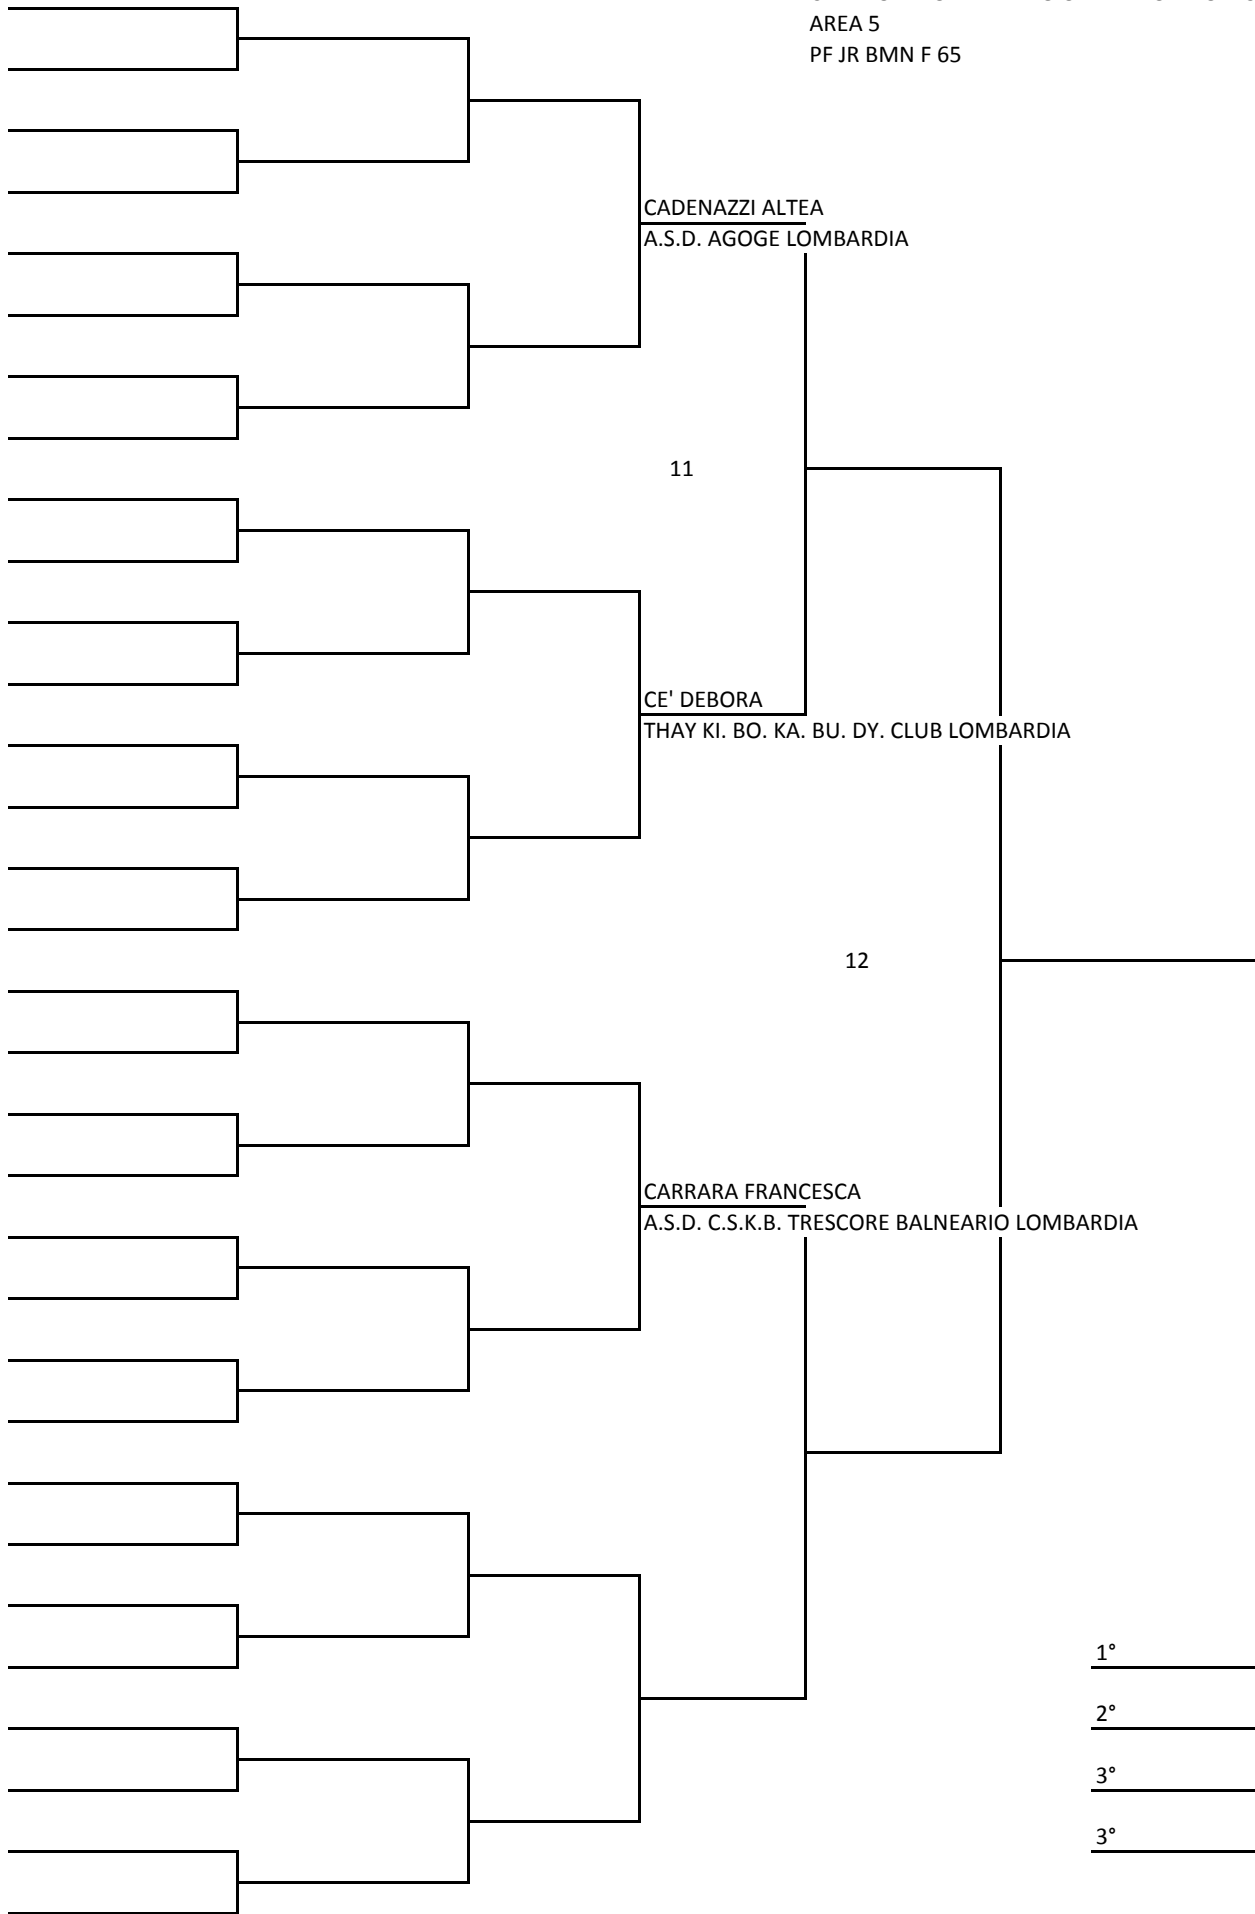 AREA 5
PF JR BMN F 65
CADENAZZI ALTEA
A.S.D. AGOGE LOMBARDIA
11
CE' DEBORA
THAY KI. BO. KA. BU. DY. CLUB LOMBARDIA
12
CARRARA FRANCESCA
A.S.D. C.S.K.B. TRESCORE BALNEARIO LOMBARDIA
1°
2°
3°
3°